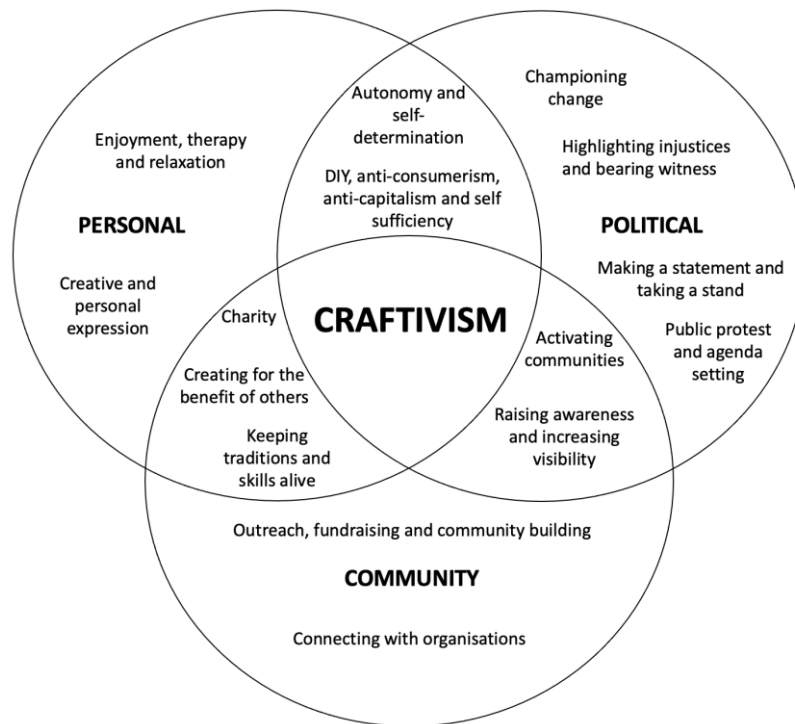 Championing
change
Autonomy and
self-
determination
Enjoyment, therapy
and relaxation
Highlighting injustices
and bearing witness
DIY, anti-consumerism,
anti-capitalism and self
sufficiency
PERSONAL
POLITICAL
Creative and
personal
expression
Making a statement and
taking a stand
Charity
CRAFTIVISM
Activating
communities
Public protest
and agenda
setting
Creating for the
benefit of others
Raising awareness
and increasing
visibility
Keeping
traditions and
skills alive
Outreach, fundraising and community building
COMMUNITY
Connecting with organisations